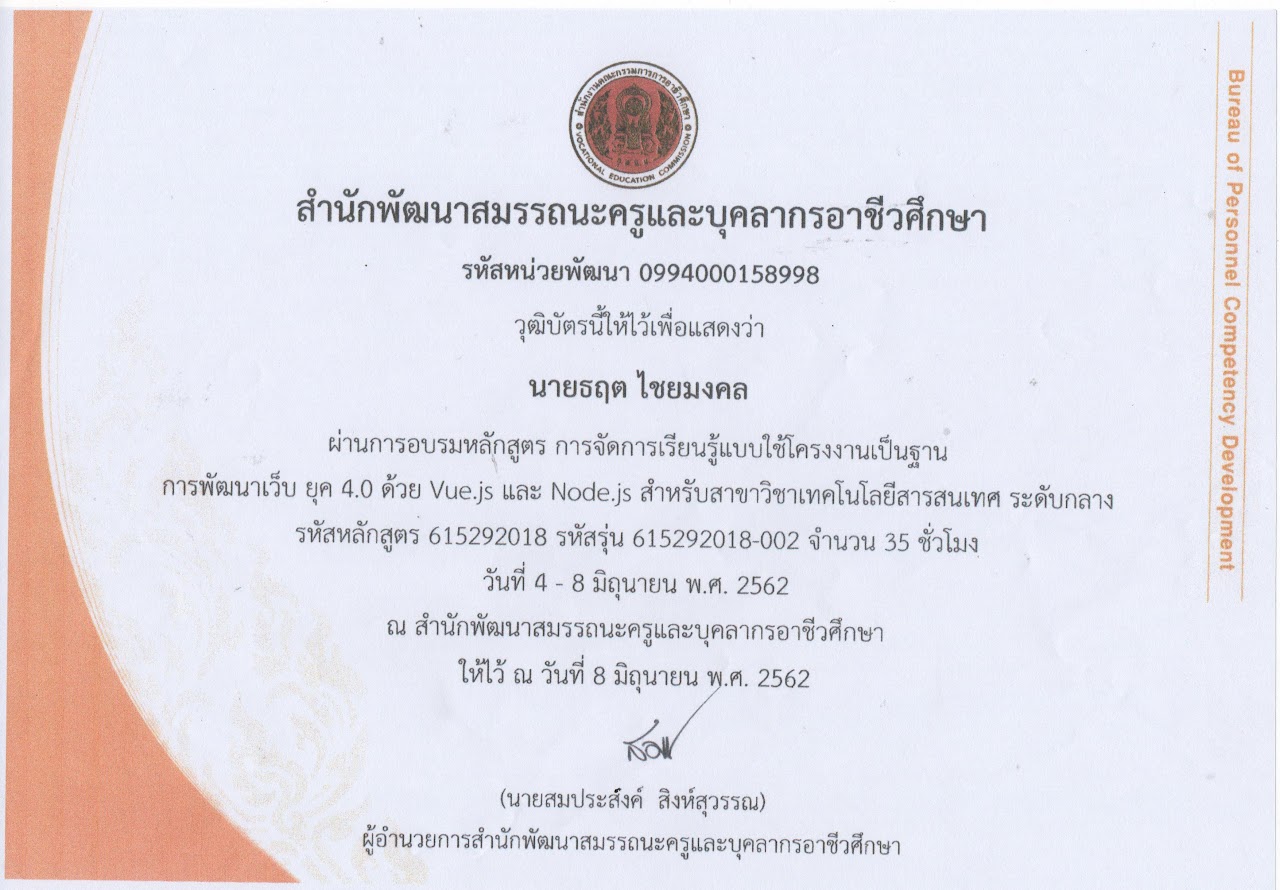 สำนักงานคณะกรรมการการอาชีวศึกษา
VOCATIONAL EDUCATION COMMISSION
สำนักพัฒนาสมรรถนะครูและบุคลากรอาชีวศึกษา
รหัสหน่วยพัฒนา 0994000158998
วุฒิบัตรนี้ให้ไว้เพื่อแสดงว่า
นายธฤต ไชยมงคล
ผ่านการอบรมหลักสูตร การจัดการเรียนรู้แบบใช้โครงงานเป็นฐาน
การพัฒนาเว็บ ยุค 4.0 ด้วย Vue.js และ Node.js สำหรับสาขาวิชาเทคโนโลยีสารสนเทศ ระดับกลาง
รหัสหลักสูตร 615292018 รหัสรุ่น 615292018-002 จำนวน 35 ชั่วโมง
วันที่ 4 - 8 มิถุนายน พ.ศ. 2562
ณ สำนักพัฒนาสมรรถนะครูและบุคลากรอาชีวศึกษา
ให้ไว้ ณ วันที่ 8 มิถุนายน พ.ศ. 2562
(นายสมประสงค์ สิงห์สุวรรณ)
ผู้อำนวยการสำนักพัฒนาสมรรถนะครูและบุคลากรอาชีวศึกษา
Bureau of Personnel Competency Development